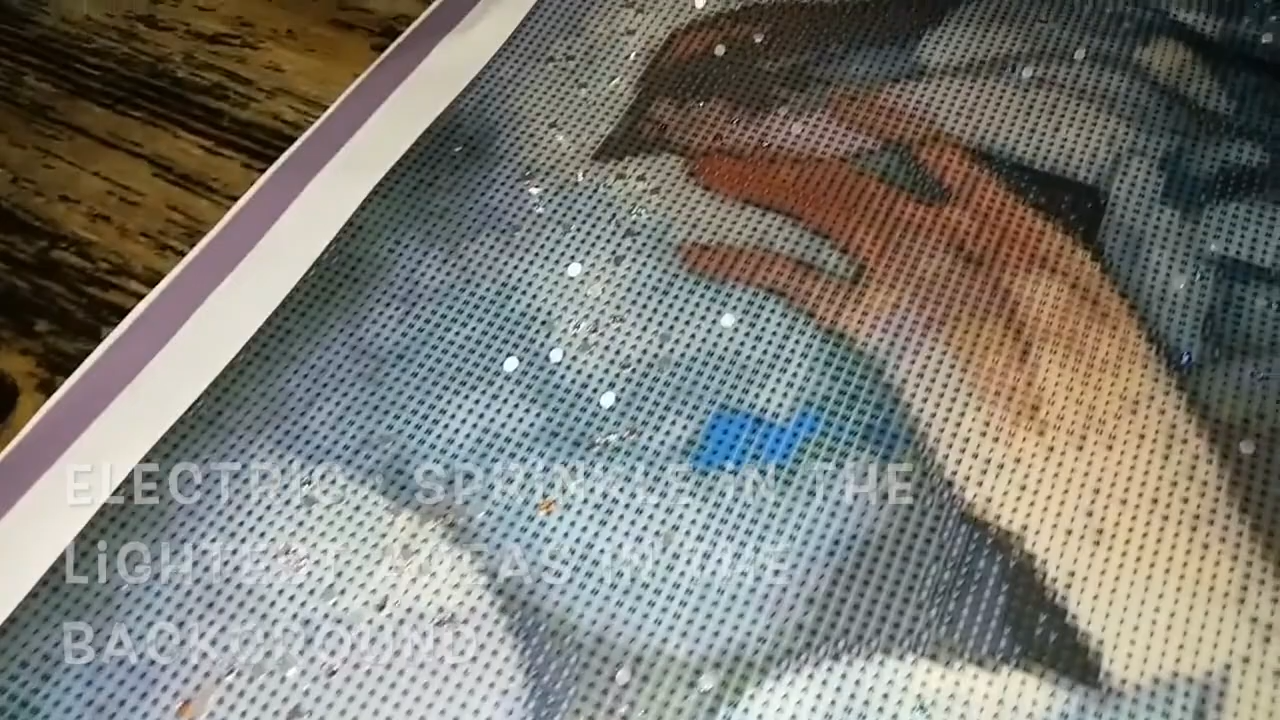 ELECTRIC. SPRiNKLE IN THE
LiGHTEST AREAS IN THE
BACKGROUND